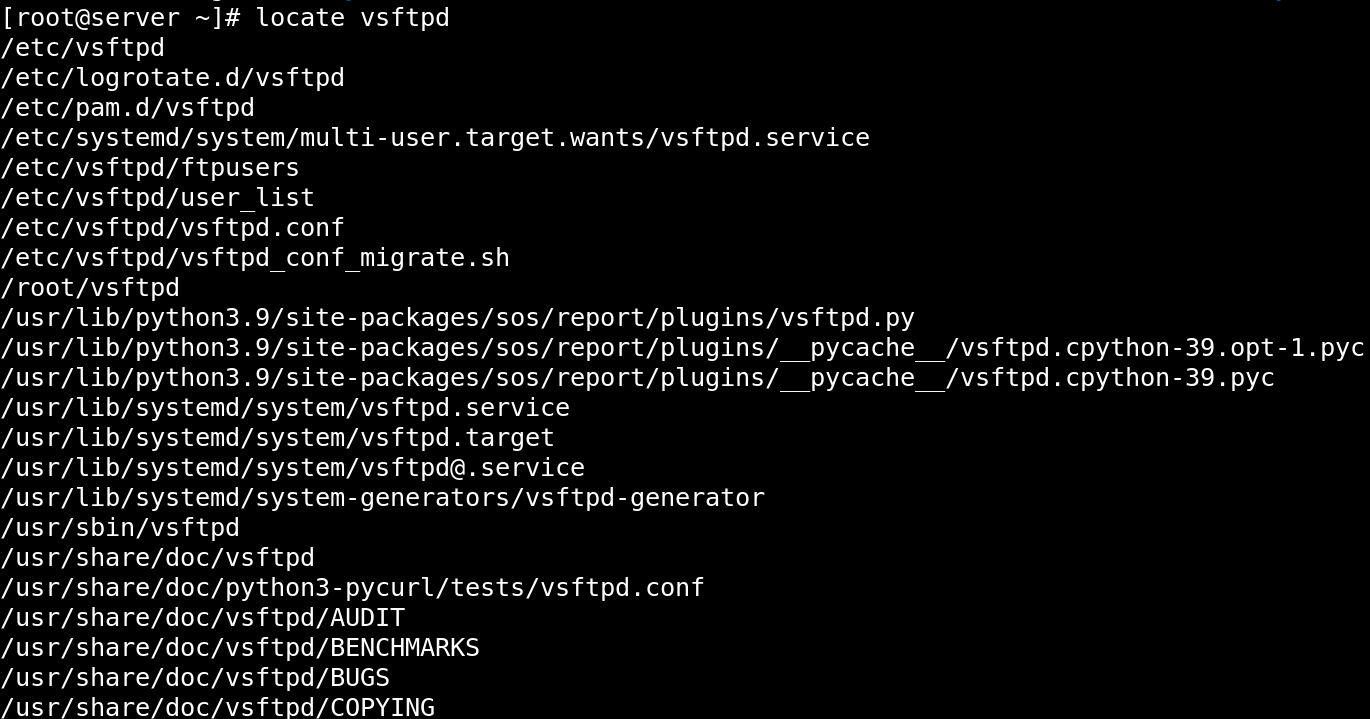 [root@server ~]# locate vsftpd
/etc/vsftpd
/etc/logrotate.d/vsftpd
/etc/pam.d/vsftpd
/etc/systemd/system/multi-user.target.wants/vsftpd.service
/etc/vsftpd/ftpusers
/etc/vsftpd/user_list
/etc/vsftpd/vsftpd.conf
/etc/vsftpd/vsftpd_conf_migrate.sh
/root/vsftpd
/usr/lib/python3.9/site-packages/sos/report/plugins/vsftpd.py
/usr/lib/python3.9/site-packages/sos/report/plugins/__pycache__/vsftpd.cpython-39.opt-1.pyc
/usr/lib/python3.9/site-packages/sos/report/plugins/__pycache__/vsftpd.cpython-39.pyc
/usr/lib/systemd/system/vsftpd.service
/usr/lib/systemd/system/vsftpd.target
/usr/lib/systemd/system/vsftpd@.service
/usr/lib/systemd/system-generators/vsftpd-generator
/usr/sbin/vsftpd
/usr/share/doc/vsftpd
/usr/share/doc/python3-pycurl/tests/vsftpd.conf
/usr/share/doc/vsftpd/AUDIT
/usr/share/doc/vsftpd/BENCHMARKS
/usr/share/doc/vsftpd/BUGS
/usr/share/doc/vsftpd/COPYING